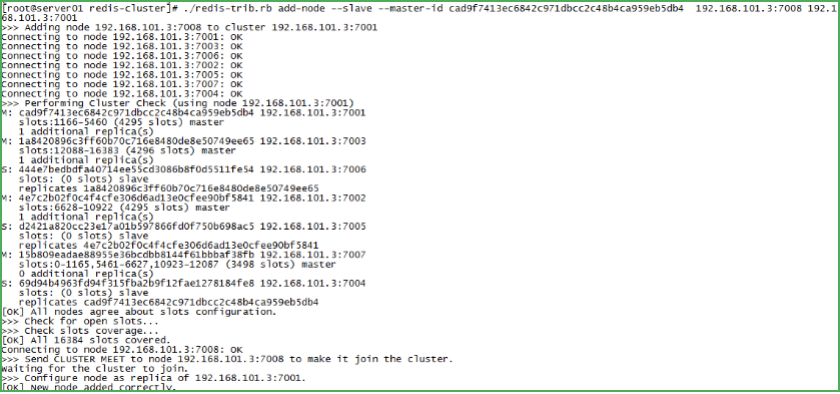 [root@server01 redis-cluster]# ./redis-trib.rb add-node --slave --master-id cad9f7413ec6842c971dbcc2c48b4ca959eb5db4  192.168.101.3:7008 192.1
68.101.3:7001
>>> Adding node 192.168.101.3:7008 to cluster 192.168.101.3:7001
Connecting to node 192.168.101.3:7001: OK
Connecting to node 192.168.101.3:7003: OK
Connecting to node 192.168.101.3:7006: OK
Connecting to node 192.168.101.3:7002: OK
Connecting to node 192.168.101.3:7005: OK
Connecting to node 192.168.101.3:7007: OK
Connecting to node 192.168.101.3:7004: OK
>>> Performing Cluster Check (using node 192.168.101.3:7001)
M: cad9f7413ec6842c971dbcc2c48b4ca959eb5db4 192.168.101.3:7001
slots:1166-5460 (4295 slots) master
1 additional replica(s)
M: 1a8420896c3ff60b70c716e8480de8e50749ee65 192.168.101.3:7003
slots:12088-16383 (4296 slots) master
1 additional replica(s)
S: 444e7bedbdfa40714ee55cd3086b8f0d5511fe54 192.168.101.3:7006
slots: (0 slots) slave
replicates 1a8420896c3ff60b70c716e8480de8e50749ee65
M: 4e7c2b02f0c4f4cfe306d6ad13e0cfee90bf5841 192.168.101.3:7002
slots:6628-10922 (4295 slots) master
1 additional replica(s)
S: d2421a820cc23e17a01b597866fd0f750b698ac5 192.168.101.3:7005
slots: (0 slots) slave
replicates 4e7c2b02f0c4f4cfe306d6ad13e0cfee90bf5841
M: 15b809eadae88955e36bcdbb8144f61bbbaf38fb 192.168.101.3:7007
slots:0-1165,5461-6627,10923-12087 (3498 slots) master
0 additional replica(s)
S: 69d94b4963fd94f315fba2b9f12fae1278184fe8 192.168.101.3:7004
slots: (0 slots) slave
replicates cad9f7413ec6842c971dbcc2c48b4ca959eb5db4
[OK] All nodes agree about slots configuration.
>>> Check for open slots...
>>> Check slots coverage...
[OK] All 16384 slots covered.
Connecting to node 192.168.101.3:7008: OK
>>> Send CLUSTER MEET to node 192.168.101.3:7008 to make it join the cluster.
Waiting for the cluster to join.
>>> Configure node as replica of 192.168.101.3:7001.
[OK] New node added correctly.